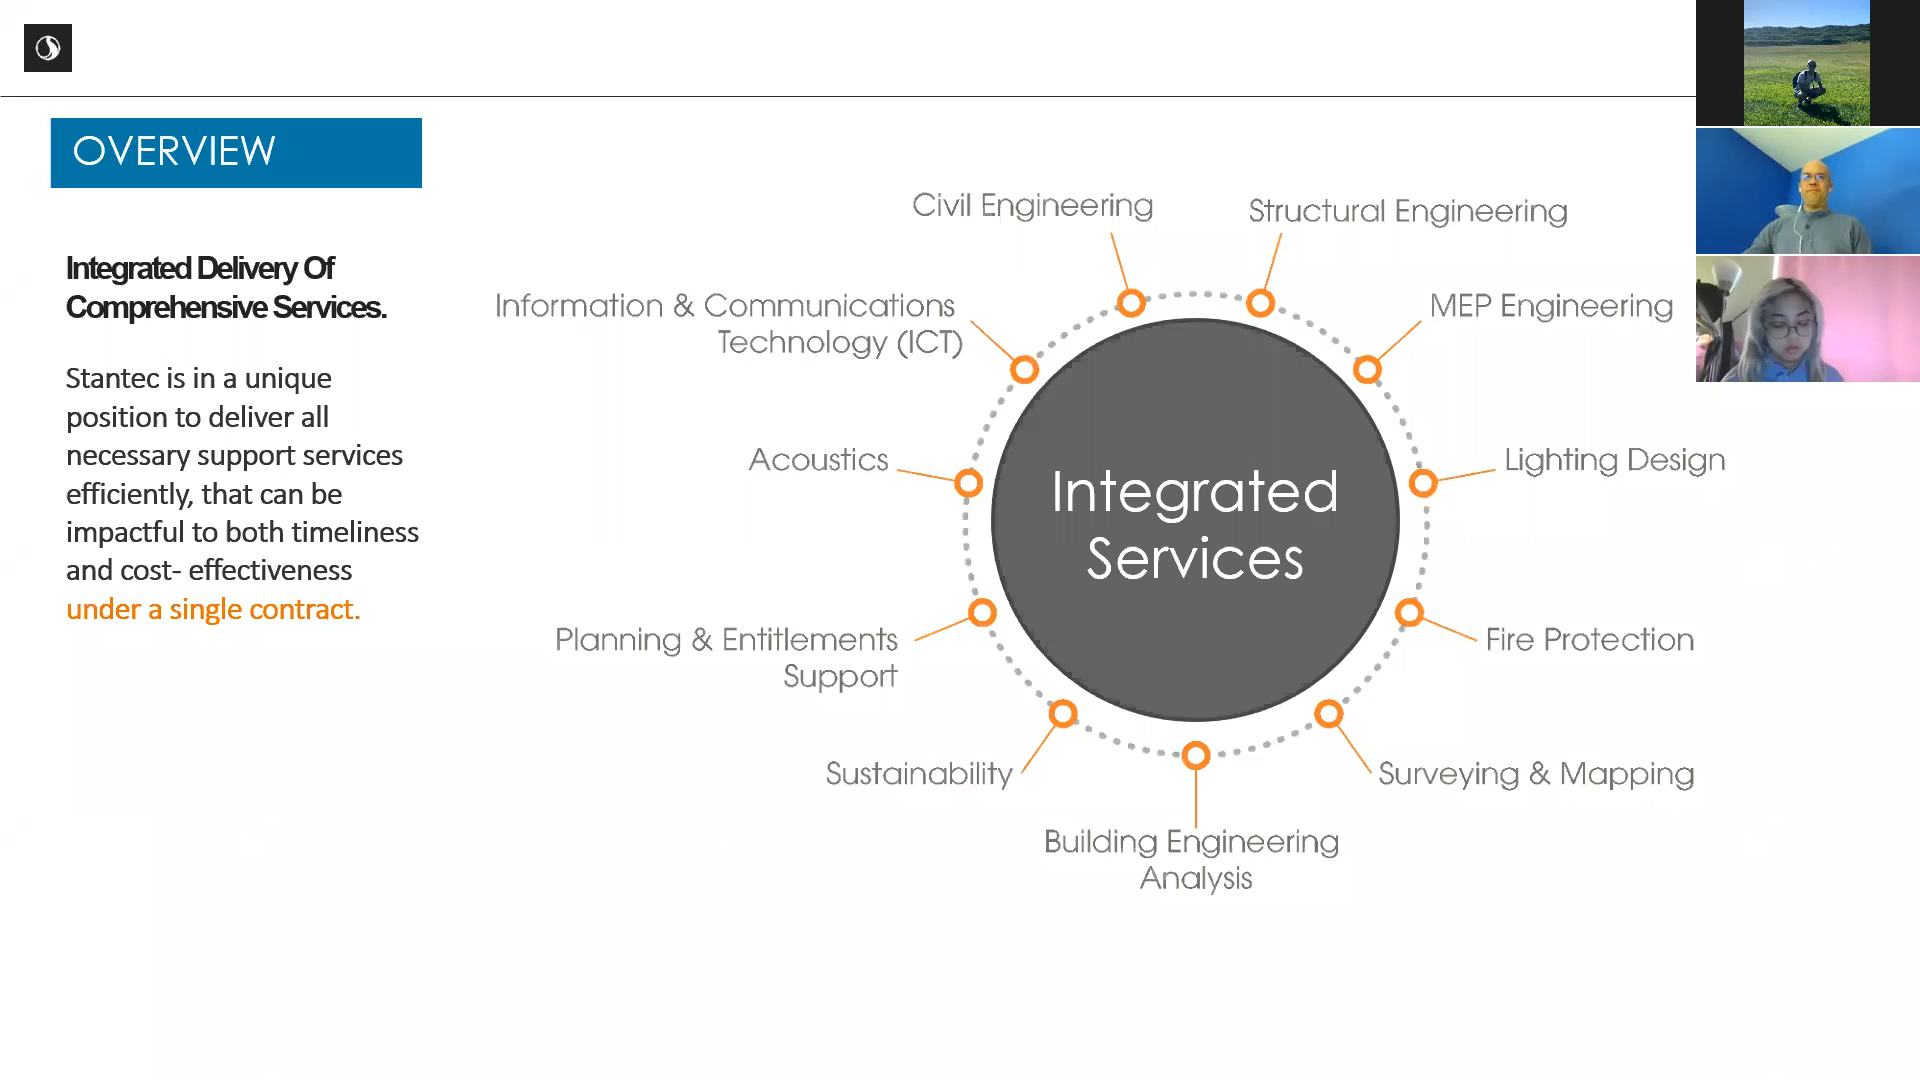 OVERVIEW
Integrated Delivery Of
Comprehensive Services.
Stantec is in a unique
position to deliver all
necessary support services
efficiently, that can be
impactful to both timeliness
and cost- effectiveness
under a single contract.
Civil Engineering
Structural Engineering
Information & Communications
Technology (ICT)
MEP Engineering
Acoustics
Lighting Design
Integrated
Services
Planning & Entitlements
Support
Fire Protection
Sustainability
Surveying & Mapping
Building Engineering
Analysis